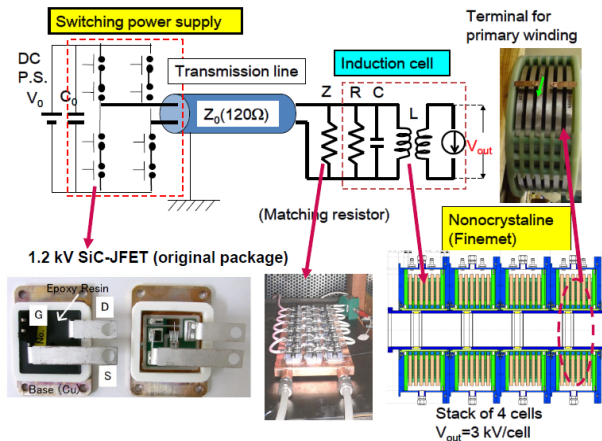 Switching power supply
Terminal for
primary winding
DC
P.S.
V0
C0
Transmission line
Z0(120Ω)
Induction cell
Z R C
L
Vout
(Matching resistor)
Nonocrystaline
(Finemet)
1.2 kV SiC-JFET (original package)
Epoxy Resin
G
D
S
Base (Cu)
Stack of 4 cells
Vout=3 kV/cell